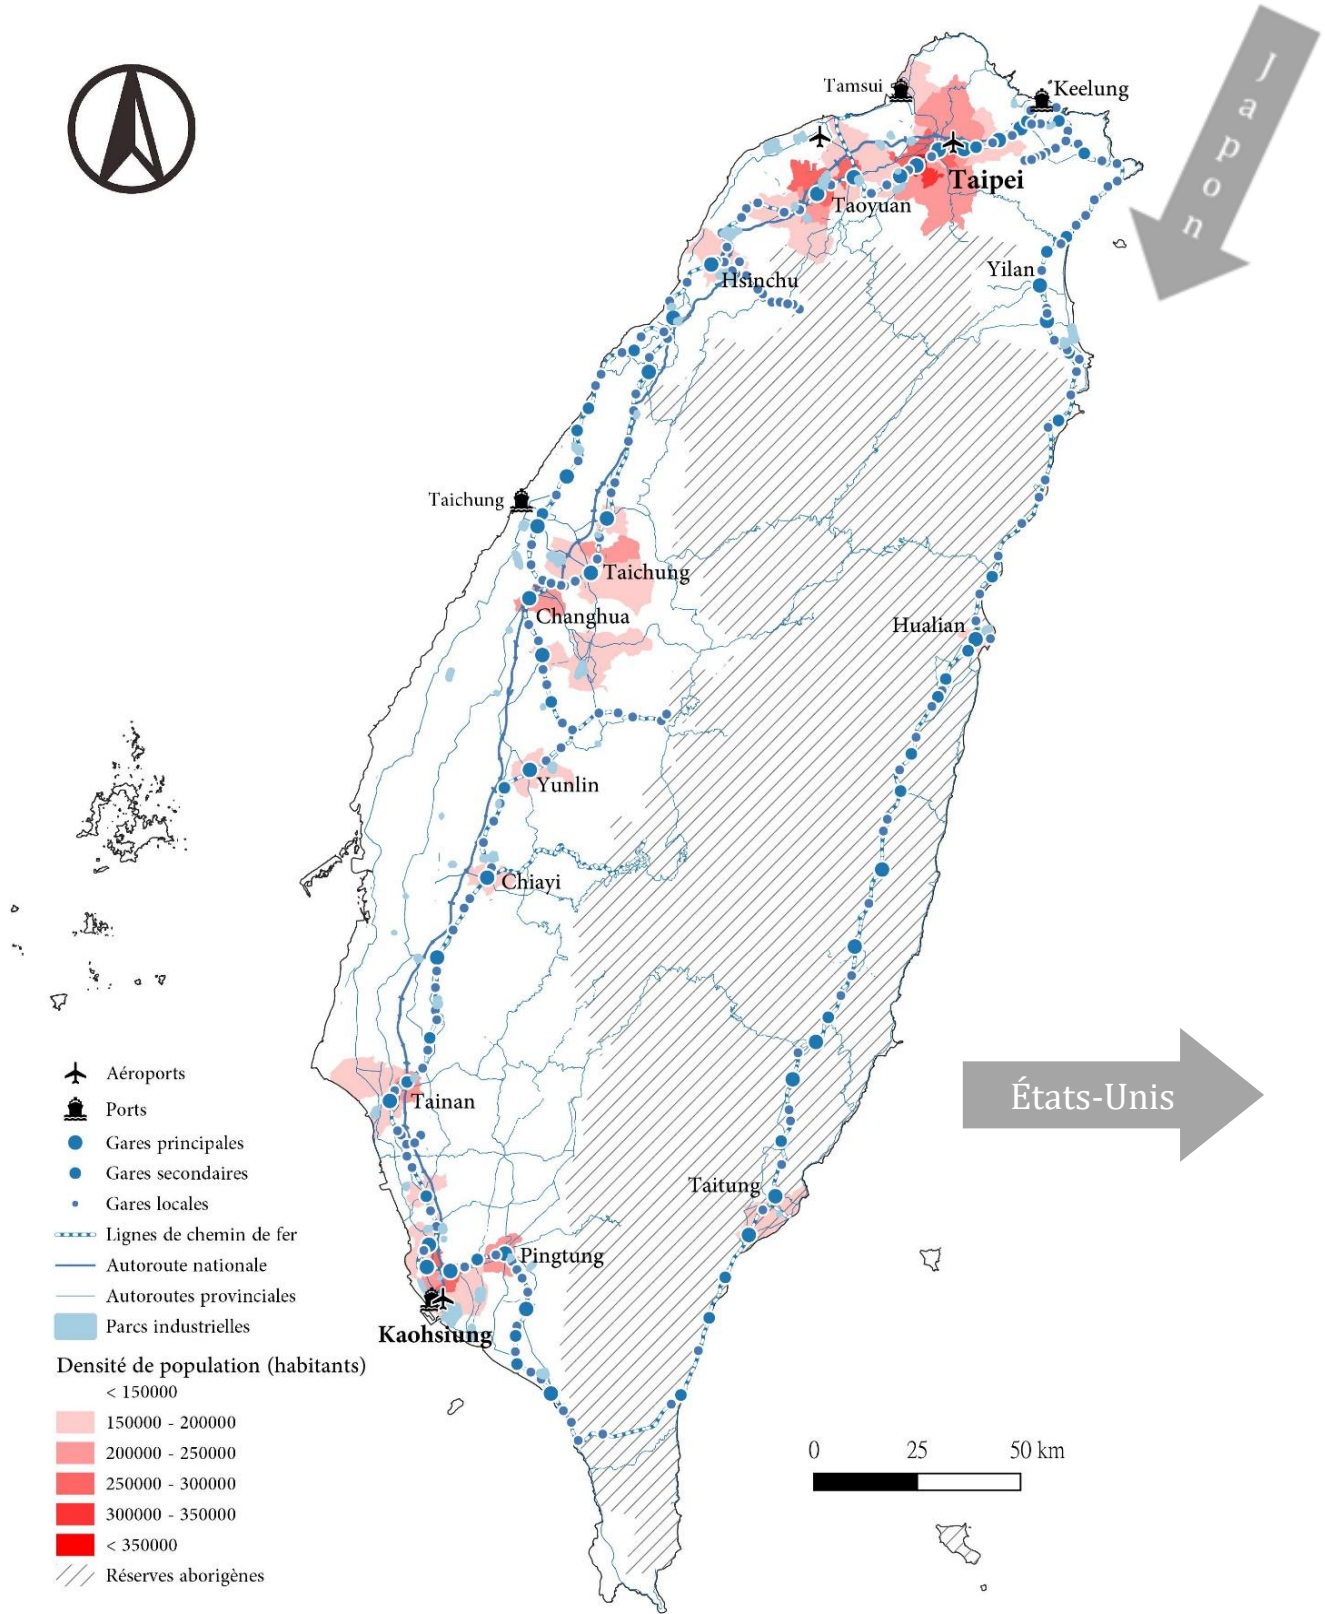 Japon
Tamsui
Keelung
Taipei
Taoyuan
Yilan
Hsinchu
Taichung
Taichung
Changhua
Hualian
Yunlin
Chiayi
Aéroports
Ports
Gares principales
Gares secondaires
Gares locales
Lignes de chemin de fer
Autoroute nationale
Autoroutes provinciales
Parcs industrielles
Densité de population (habitants)
< 150000
150000 - 200000
200000 - 250000
250000 - 300000
300000 - 350000
< 350000
Réserves aborigènes
États-Unis
Tainan
Taitung
Pingtung
Kaohsiung
0 25 50 km